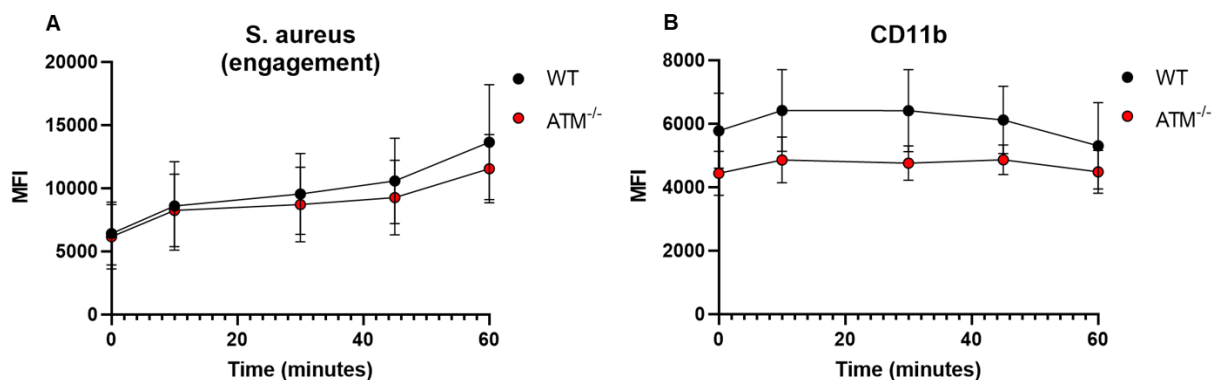 A
S. aureus
(engagement)
20000
15000
10000
5000
0
MFI
0 20 40 60
Time (minutes)
WT
ATM-/-
B
CD11b
8000
6000
4000
2000
0
MFI
0 20 40 60
Time (minutes)
WT
ATM-/-